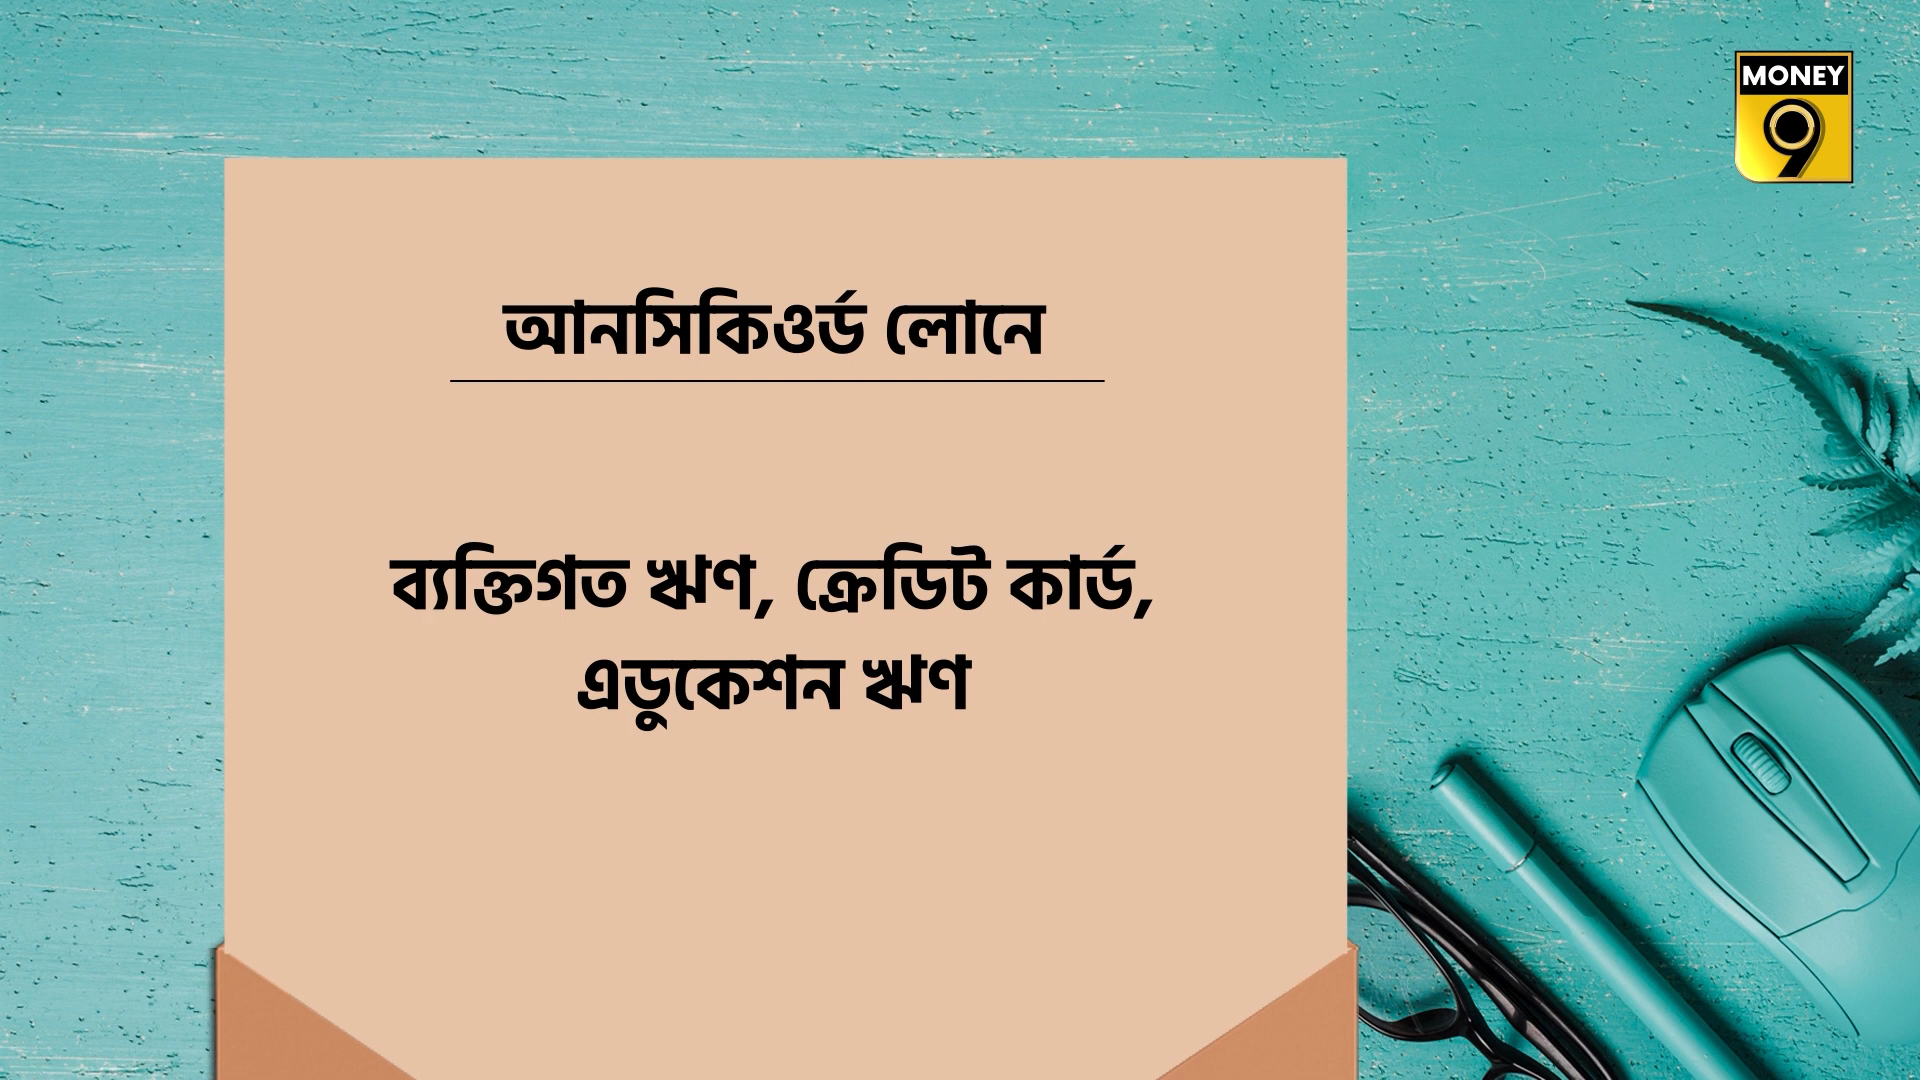 MONEY
9
আনসিকিওর্ড লোনে
ব্যক্তিগত ঋণ, ক্রেডিট কার্ড,
এডুকেশন ঋণ